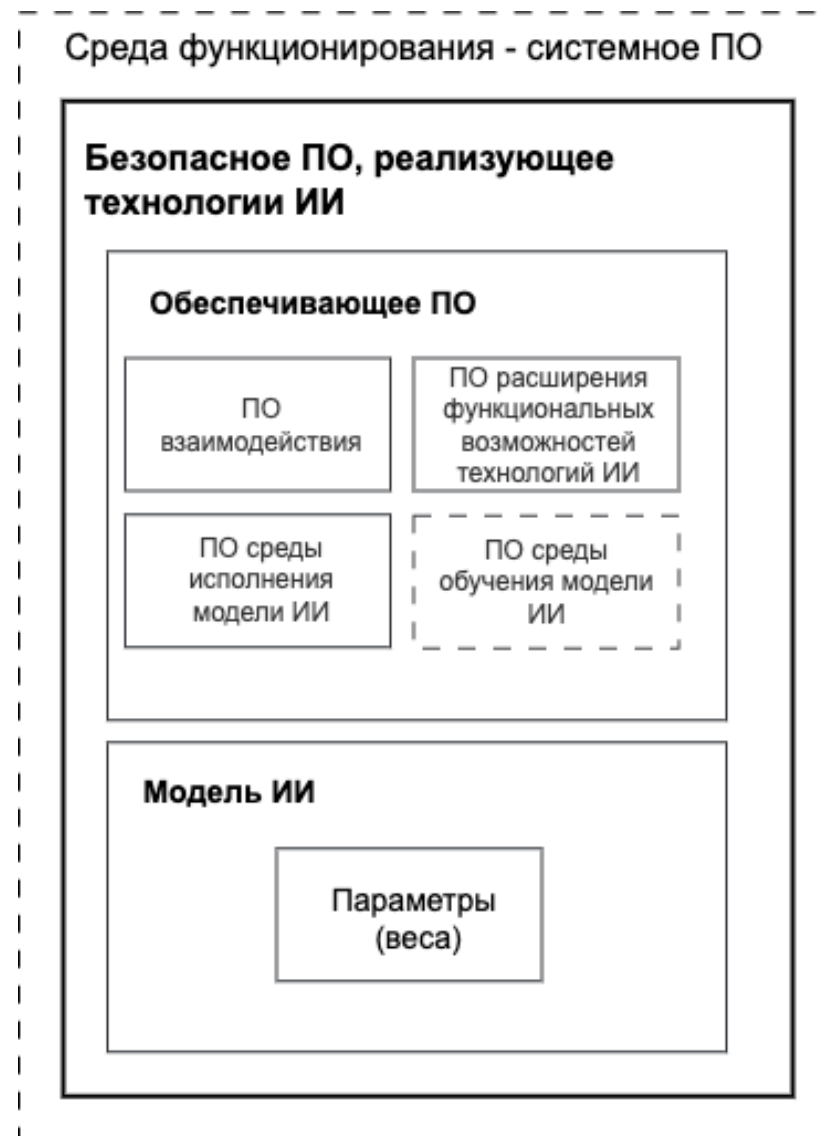 Среда функционирования - системное ПО
Безопасное ПО, реализующее
технологии ИИ
Обеспечивающее ПО
ПО
взаимодействия
ПО расширения
функциональных
возможностей
технологий ИИ
ПО среды
исполнения
модели ИИ
ПО среды
обучения модели
ИИ
Модель ИИ
Параметры
(веса)